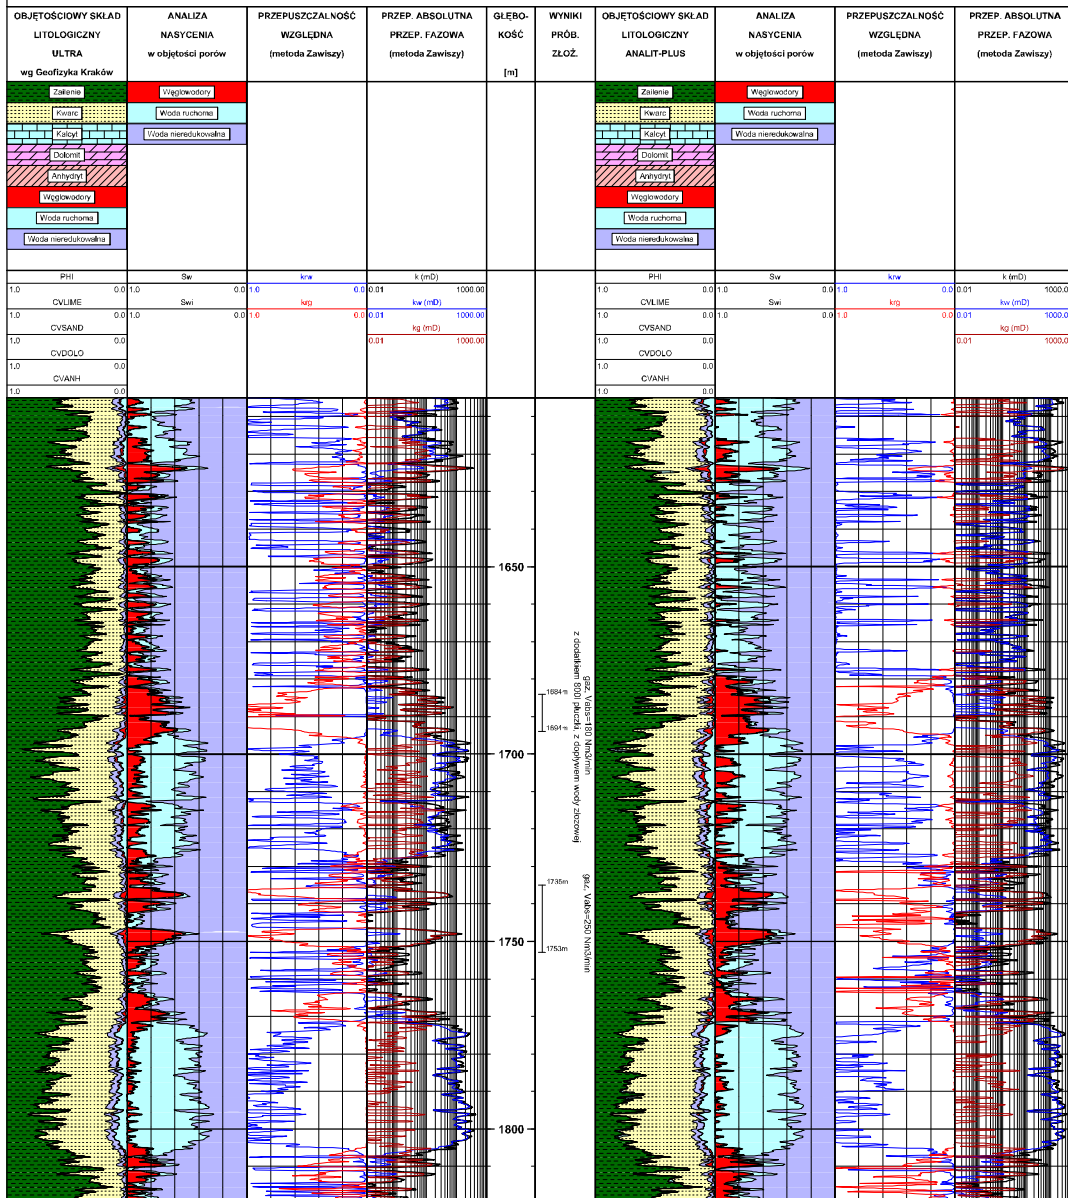 OBJĘTOŚCIOWY SKŁAD
LITOLOGICZNY
ULTRA
wg Geofizyka Kraków
ANALIZA
NASYCENIA
w objętości porów
PRZEPUSZCZALNOŚĆ
WZGLĘDNA
(metoda Zawiszy)
PRZEP. ABSOLUTNA
PRZEP. FAZOWA
(metoda Zawiszy)
GŁĘBO-
KOŚĆ
[m]
WYNIKI
PRÓB.
ZŁOŻ.
OBJĘTOŚCIOWY SKŁAD
LITOLOGICZNY
ANALIT-PLUS
ANALIZA
NASYCENIA
w objętości porów
PRZEPUSZCZALNOŚĆ
WZGLĘDNA
(metoda Zawiszy)
PRZEP. ABSOLUTNA
PRZEP. FAZOWA
(metoda Zawiszy)
Zailenie
Kwarc
Kalcyt
Dolomit
Anhydryt
Węglowodory
Woda ruchoma
Woda nieredukowalna
Węglowodory
Woda ruchoma
Woda nieredukowalna
Zailenie
Kwarc
Kalcyt
Dolomit
Anhydryt
Węglowodory
Woda ruchoma
Woda nieredukowalna
Węglowodory
Woda ruchoma
Woda nieredukowalna
PHI
1.0 0.0
CVLIME
1.0 0.0
CVSAND
1.0 0.0
CVDOLO
1.0 0.0
CVANH
1.0 0.0
Sw
1.0 0.0
Swi
1.0 0.0
krw
1.0 0.0
krg
1.0 0.0
k (mD)
0.01 1000.00
kw (mD)
0.01 1000.00
kg (mD)
0.01 1000.00
PHI
1.0 0.0
CVLIME
1.0 0.0
CVSAND
1.0 0.0
CVDOLO
1.0 0.0
CVANH
1.0 0.0
Sw
1.0 0.0
Swi
1.0 0.0
krw
1.0 0.0
krg
1.0 0.0
k (mD)
0.01 1000.0
kw (mD)
0.01 1000.0
kg (mD)
0.01 1000.0
1650
1700
1750
1800
1684m
1694m
gaz, Vabs=180 Nm3/min
z dodatkiem 800l płuczki, z dopływem wody złożowej
1735m
1753m
gaz, Vabs=250 Nm3/min